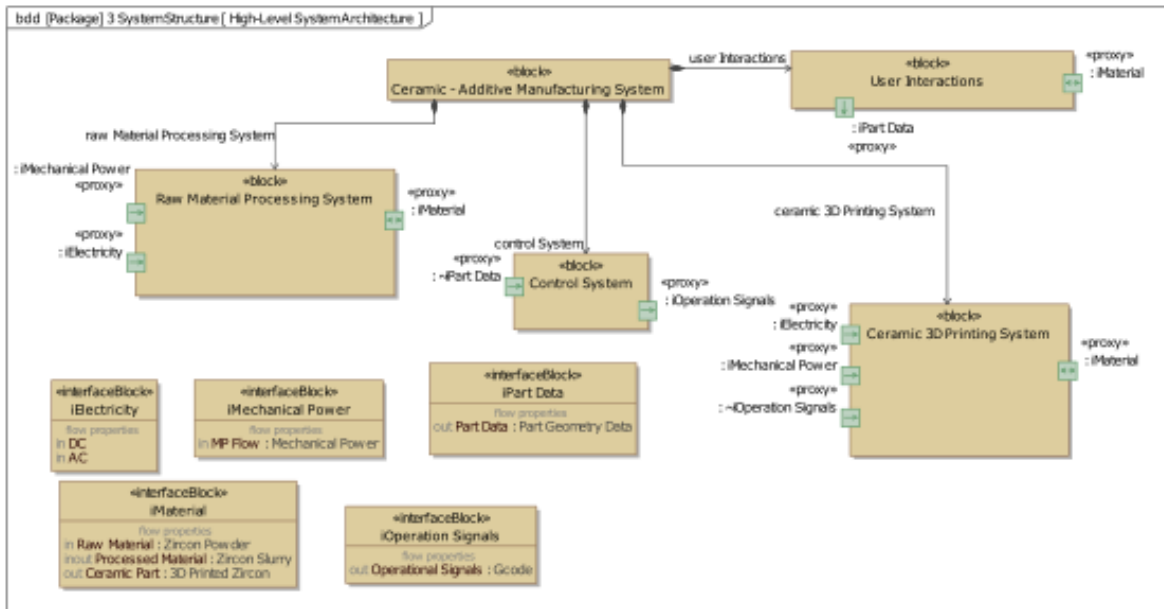 bdd [Package] 3 SystemStructure [ High-Level SystemArchitecture ]
«block»
Ceramic - Additive Manufacturing System
user Interactions
«block»
User Interactions
«proxy»
: iMaterial
: iPart Data
«proxy»
raw Material Processing System
: iMechanical Power
«proxy»
«proxy»
: iElectricity
«block»
Raw Material Processing System
«proxy»
: iMaterial
control System
«proxy»
: ~iPart Data
«block»
Control System
«proxy»
: iOperation Signals
ceramic 3D Printing System
«proxy»
: iElectricity
«proxy»
: iMechanical Power
«proxy»
: ~iOperation Signals
«block»
Ceramic 3D Printing System
«proxy»
: iMaterial
«interfaceBlock»
iElectricity
flow properties
in DC
in AC
«interfaceBlock»
iMechanical Power
flow properties
in MP Flow : Mechanical Power
«interfaceBlock»
iPart Data
flow properties
out Part Data : Part Geometry Data
«interfaceBlock»
iMaterial
flow properties
in Raw Material : Zircon Powder
inout Processed Material : Zircon Slurry
out Ceramic Part : 3D Printed Zircon
«interfaceBlock»
iOperation Signals
flow properties
out Operational Signals : Gcode